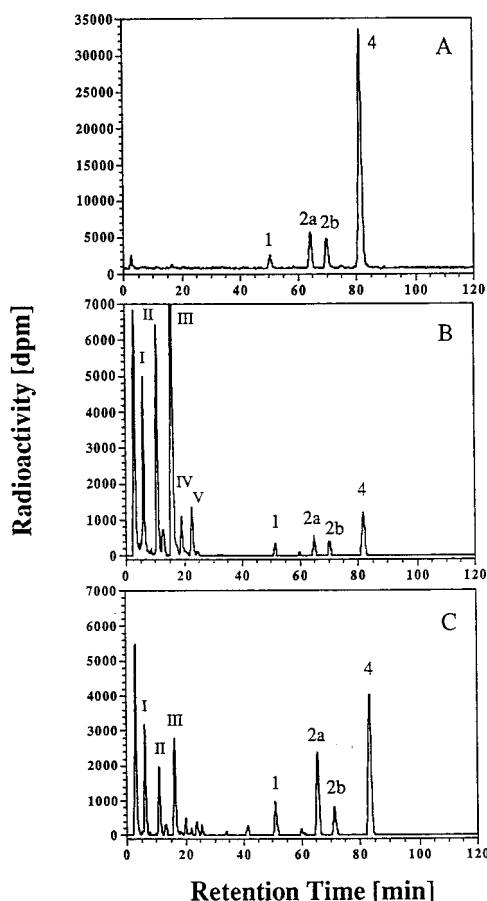 35000
30000
25000
20000
15000
10000
5000
0
A
1
2a
2b
4
0 20 40 60 80 100 120
Radioactivity [dpm]
7000
6000
5000
4000
3000
2000
1000
0
B
I
II
III
IV
V
1
2a
2b
4
0 20 40 60 80 100 120
7000
6000
5000
4000
3000
2000
1000
0
C
I
II
III
1
2a
2b
4
0 20 40 60 80 100 120
Retention Time [min]